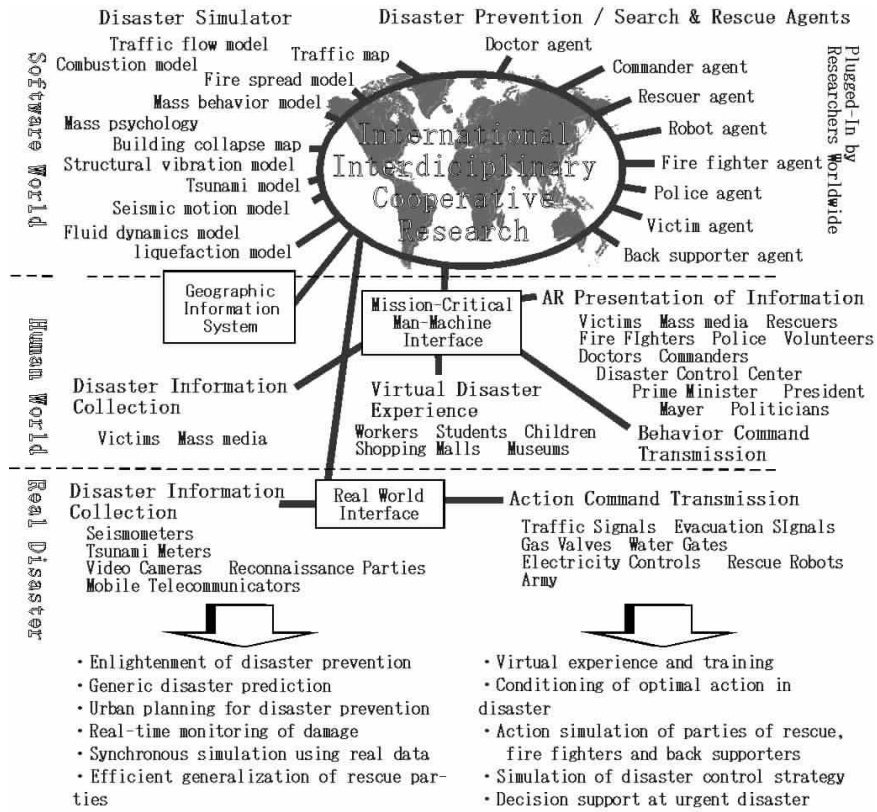 Disaster Simulator
Disaster Prevention / Search & Rescue Agents
Software World
Traffic flow model
Combustion model
Traffic map
Fire spread model
Mass behavior model
Mass psychology
Building collapse map
Structural vibration model
Tsunami model
Seismic motion model
Fluid dynamics model
liquefaction model
International
Interdiciplinary
Cooperative
Research
Doctor agent
Commander agent
Rescuer agent
Robot agent
Fire fighter agent
Police agent
Victim agent
Back supporter agent
Plugged-In by
Researchers Worldwide
Human World
Geographic
Information
System
Mission-Critical
Man-Machine
Interface
AR Presentation of Information
Victims Mass media Rescuers
Fire FIghters Police Volunteers
Doctors Commanders
Disaster Control Center
Prime Minister President
Mayer Politicians
Disaster Information
Collection
Victims Mass media
Virtual Disaster
Experience
Workers Students Children
Shopping Malls Museums
Behavior Command
Transmission
Real Disaster
Disaster Information
Collection
Seismometers
Tsunami Meters
Video Cameras Reconnaissance Parties
Mobile Telecommunicators
Real World
Interface
Action Command Transmission
Traffic Signals Evacuation SIgnals
Gas Valves Water Gates
Electricity Controls Rescue Robots
Army
・Enlightenment of disaster prevention
・Generic disaster prediction
・Urban planning for disaster prevention
・Real-time monitoring of damage
・Synchronous simulation using real data
・Efficient generalization of rescue par-
ties
・Virtual experience and training
・Conditioning of optimal action in
disaster
・Action simulation of parties of rescue,
fire fighters and back supporters
・Simulation of disaster control strategy
・Decision support at urgent disaster